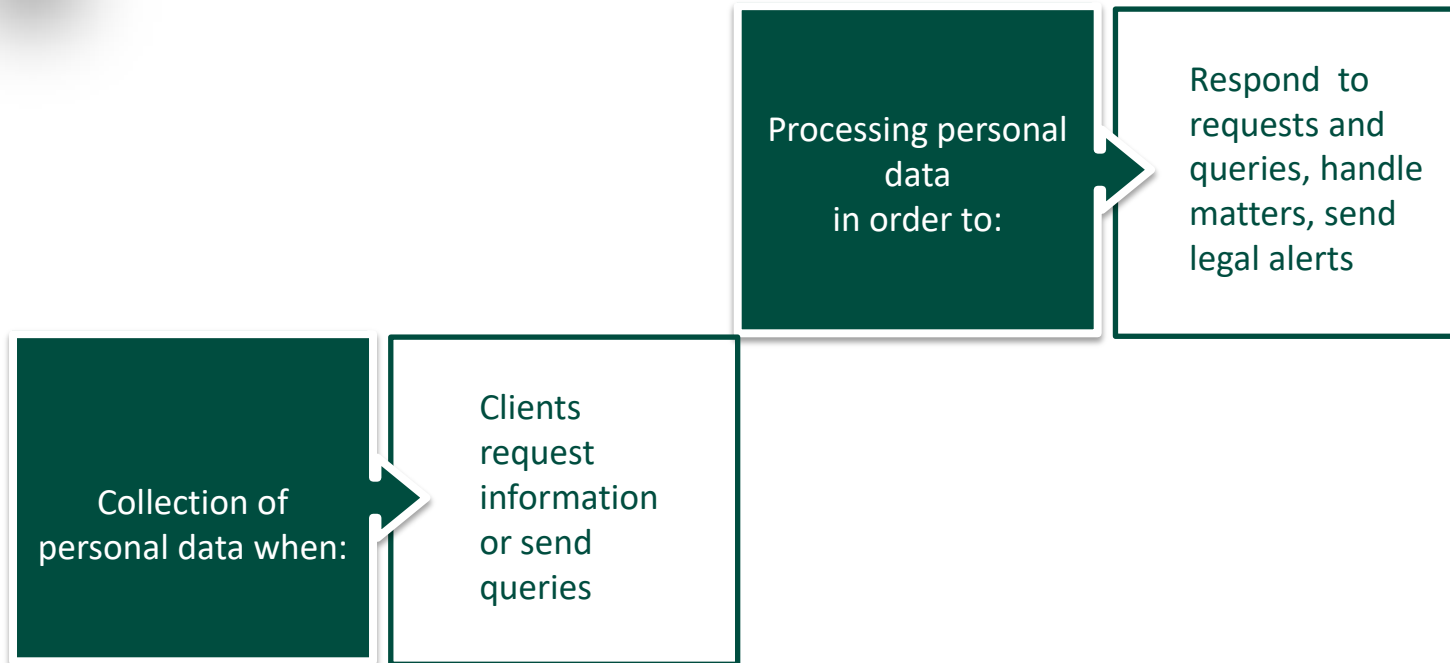 Processing personal
data
in order to:
Respond to
requests and
queries, handle
matters, send
legal alerts
Collection of
personal data when:
Clients
request
information
or send
queries